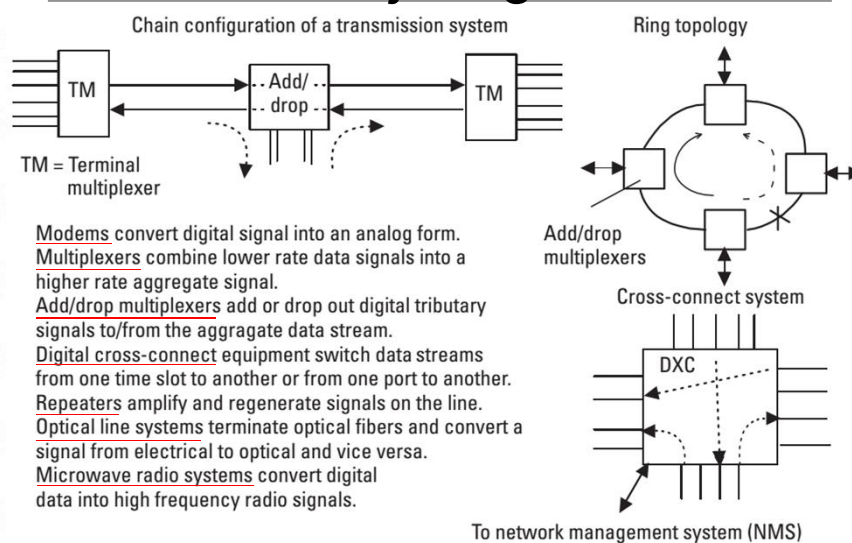 Chain configuration of a transmission system
TM
Add/
drop
TM
TM = Terminal
multiplexer
Ring topology
Add/drop
multiplexers
Modems convert digital signal into an analog form.
Multiplexers combine lower rate data signals into a
higher rate aggregate signal.
Add/drop multiplexers add or drop out digital tributary
signals to/from the aggragate data stream.
Digital cross-connect equipment switch data streams
from one time slot to another or from one port to another.
Repeaters amplify and regenerate signals on the line.
Optical line systems terminate optical fibers and convert a
signal from electrical to optical and vice versa.
Microwave radio systems convert digital
data into high frequency radio signals.
Cross-connect system
DXC
To network management system (NMS)